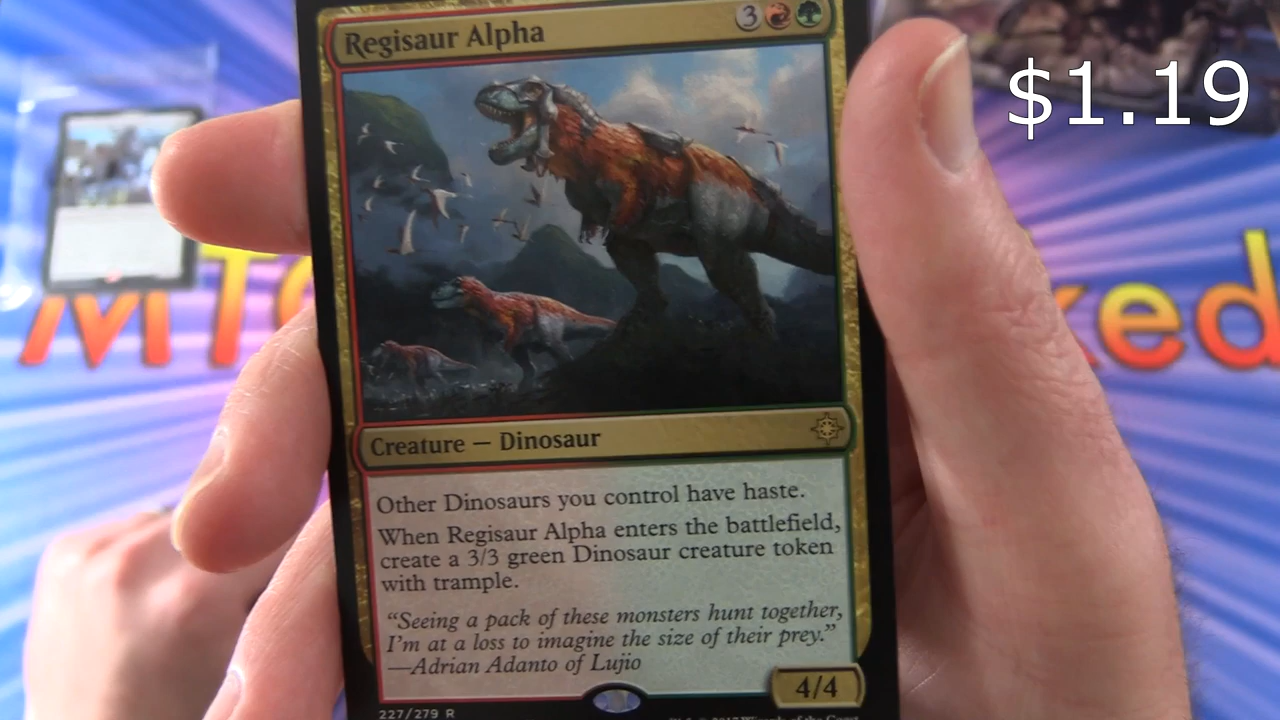 Regisaur Alpha
3
$1.19
Creature — Dinosaur
Other Dinosaurs you control have haste.
When Regisaur Alpha enters the battlefield,
create a 3/3 green Dinosaur creature token
with trample.
“Seeing a pack of these monsters hunt together,
I’m at a loss to imagine the size of their prey.”
—Adrian Adanto of Lujio
4/4
227/279 R